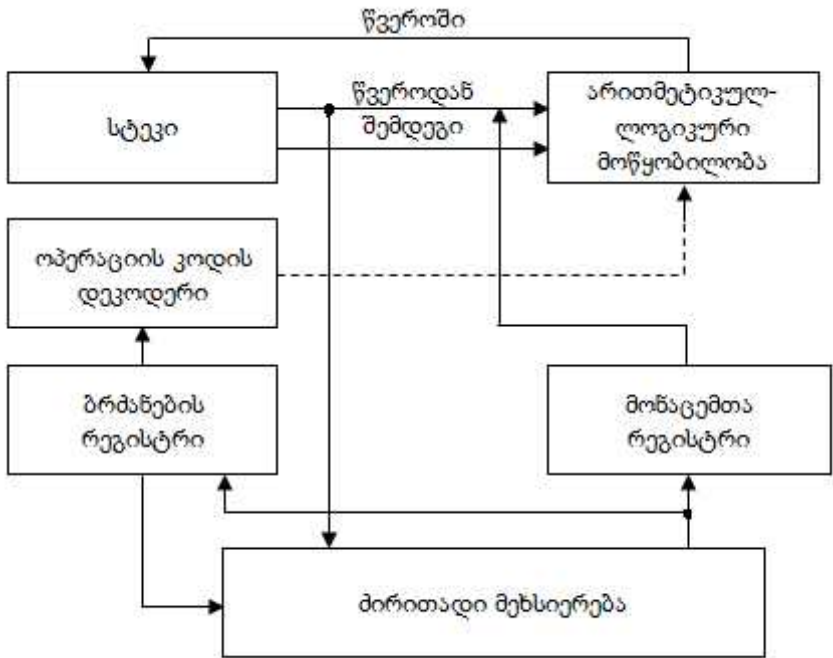 წვეროში
სტეკი
წვეროდან
შემდეგი
არითმეტიკულ-
ლოგიკური
მოწყობილობა
ოპერაციის კოდის
დეკოდერი
ბრძანების
რეგისტრი
მონაცემთა
რეგისტრი
ძირითადი მეხსიერება